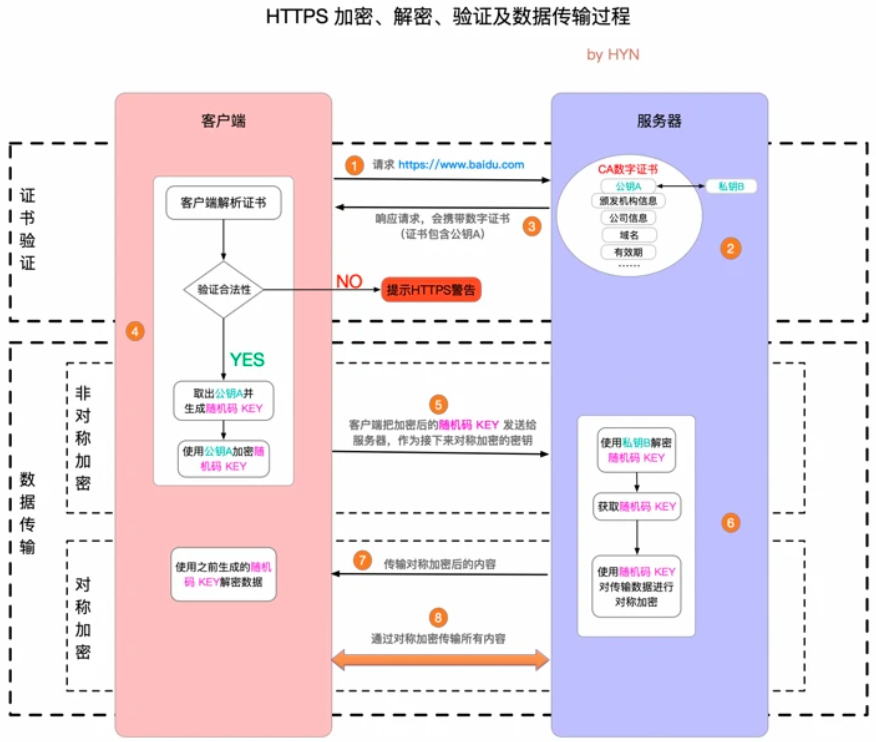 HTTPS 加密、解密、验证及数据传输过程
by HYN
客户端
服务器
证书验证
1
请求 https://www.baidu.com
CA数字证书
公钥A
私钥B
颁发机构信息
公司信息
域名
有效期
······
2
客户端解析证书
响应请求，会携带数字证书
（证书包含公钥A）
3
验证合法性
NO
提示HTTPS警告
4
YES
数据传输
非对称加密
取出公钥A并
生成随机码 KEY
使用公钥A加密随
机码 KEY
5
客户端把加密后的随机码 KEY 发送给
服务器，作为接下来对称加密的密钥
使用私钥B解密
随机码 KEY
获取随机码 KEY
6
使用随机码 KEY
对传输数据进行
对称加密
对称加密
7
传输对称加密后的内容
使用之前生成的随机
码 KEY解密数据
8
通过对称加密传输所有内容